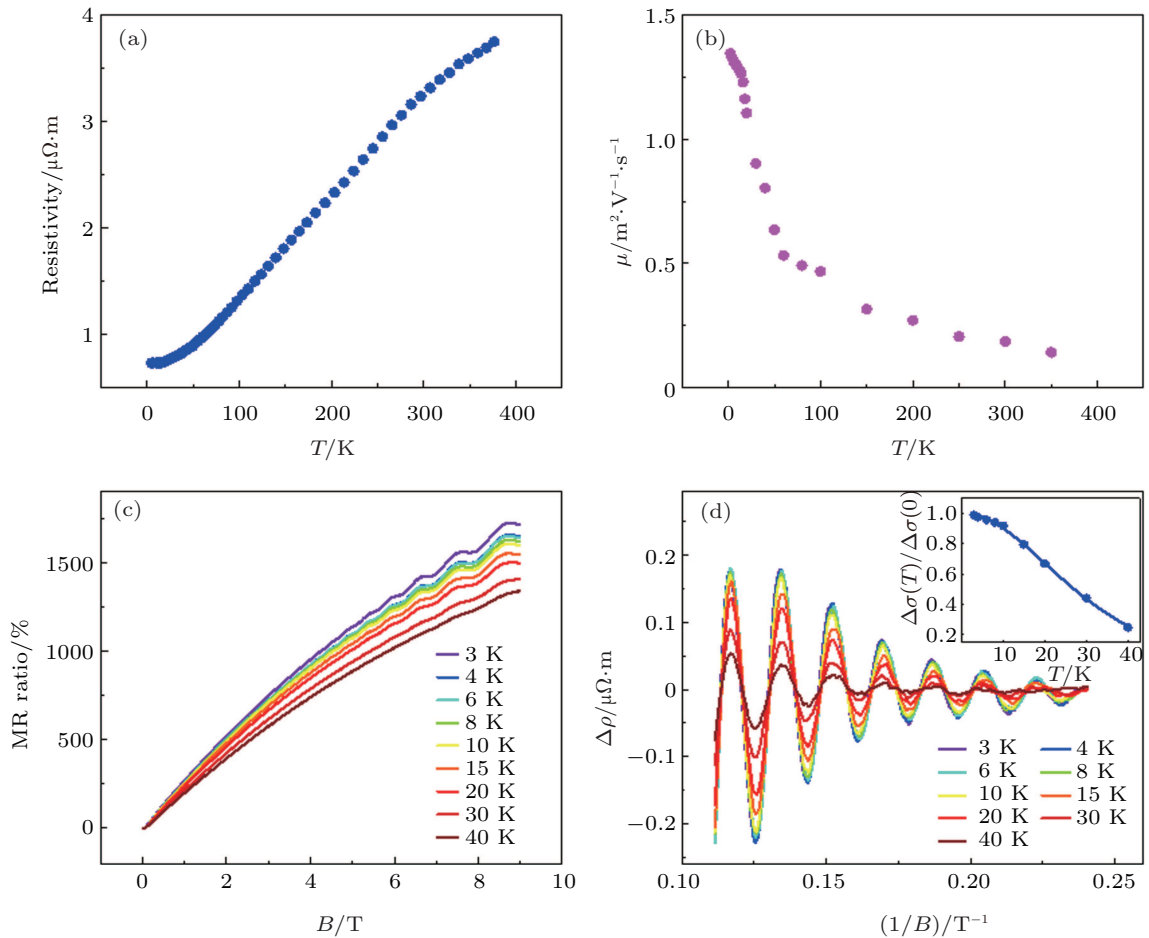 (a)
4
3
2
1
Resistivity/μΩ·m
0 100 200 300 400
T/K
(b)
1.5
1.0
0.5
0
μ/m²·V⁻¹·s⁻¹
0 100 200 300 400
T/K
(c)
1500
1000
500
0
MR ratio/%
3 K
4 K
6 K
8 K
10 K
15 K
20 K
30 K
40 K
0 2 4 6 8 10
B/T
(d)
0.2
0.1
0
−0.1
−0.2
Δρ/μΩ·m
1.0
0.8
0.6
0.4
0.2
Δσ(T)/Δσ(0)
10 20 30 40
T/K
3 K 4 K
6 K 8 K
10 K 15 K
20 K 30 K
40 K
0.10 0.15 0.20 0.25
(1/B)/T⁻¹